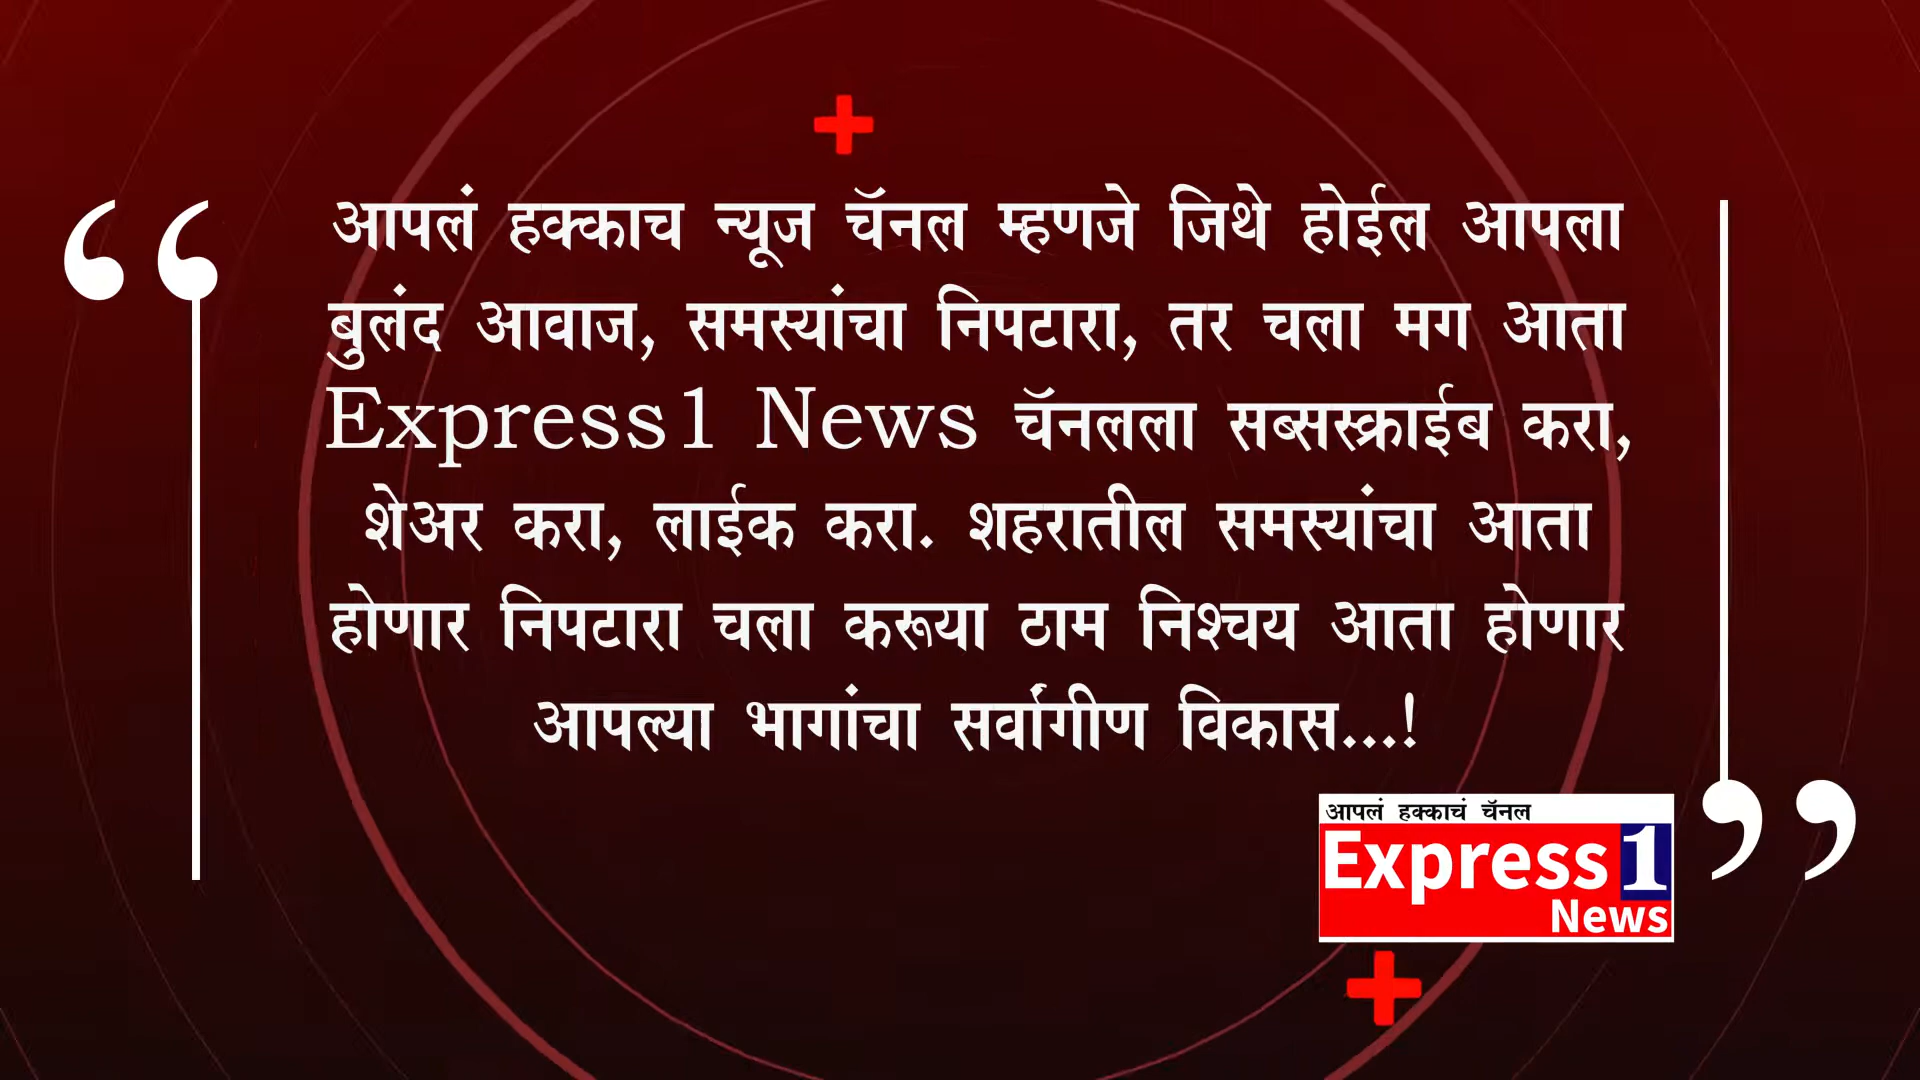 आपलं हक्काच न्यूज चॅनल म्हणजे जिथे होईल आपला
बुलंद आवाज, समस्यांचा निपटारा, तर चला मग आता
Express1 News चॅनलला सब्सस्क्राईब करा,
शेअर करा, लाईक करा. शहरातील समस्यांचा आता
होणार निपटारा चला करूया ठाम निश्चय आता होणार
आपल्या भागांचा सर्वांगीण विकास...!
आपलं हक्काचं चॅनल
Express1
News